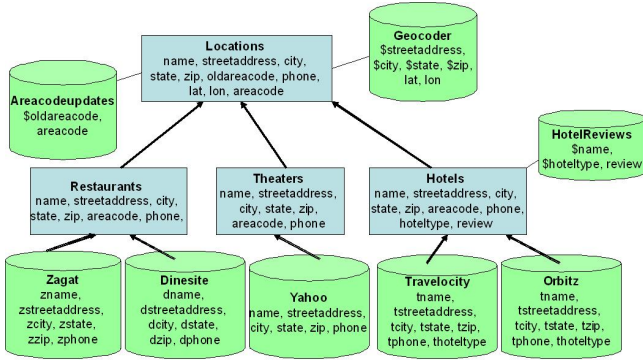 Locations
name, streetaddress, city,
state, zip, oldareacode, phone,
lat, lon, areacode
Geocoder
$streetaddress,
$city, $state, $zip,
lat, lon
Areacodeupdates
$oldareacode,
areacode
HotelReviews
$name,
$hoteltype, review
Restaurants
name, streetaddress, city,
state, zip, areacode, phone,
Theaters
name, streetaddress,
city, state, zip,
areacode, phone
Hotels
name, streetaddress, city,
state, zip, areacode, phone,
hoteltype, review
Zagat
zname,
zstreetaddress,
zcity, zstate,
zzip, zphone
Dinesite
dname,
dstreetaddress,
dcity, dstate,
dzip, dphone
Yahoo
name, streetaddress,
city, state, zip, phone
Travelocity
tname,
tstreetaddress,
tcity, tstate, tzip,
tphone, thoteltype
Orbitz
tname,
tstreetaddress,
tcity, tstate, tzip,
tphone, thoteltype